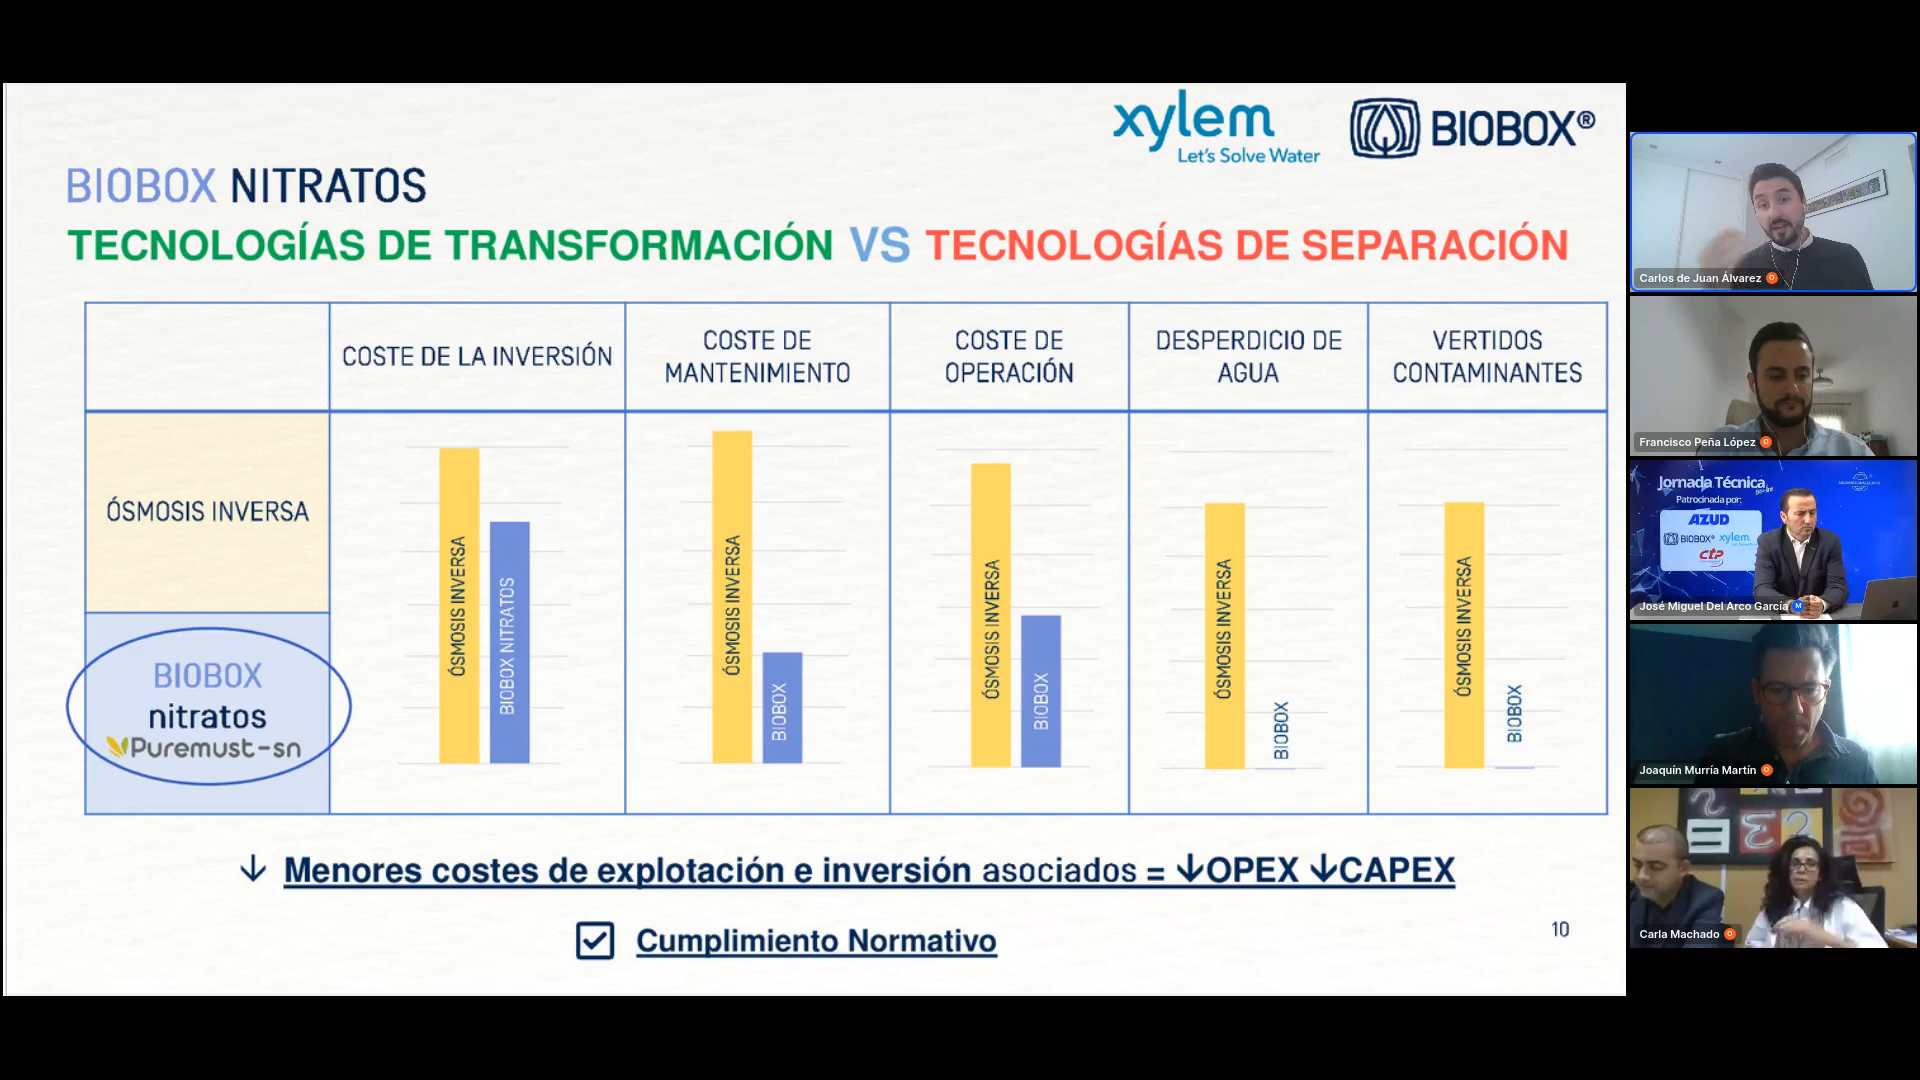 xylem
Let's Solve Water
BIOBOX®
BIOBOX NITRATOS
TECNOLOGÍAS DE TRANSFORMACIÓN VS TECNOLOGÍAS DE SEPARACIÓN
COSTE DE LA INVERSIÓN
COSTE DE
MANTENIMIENTO
COSTE DE
OPERACIÓN
DESPERDICIO DE
AGUA
VERTIDOS
CONTAMINANTES
ÓSMOSIS INVERSA
ÓSMOSIS INVERSA
BIOBOX NITRATOS
ÓSMOSIS INVERSA
BIOBOX
ÓSMOSIS INVERSA
BIOBOX
ÓSMOSIS INVERSA
BIOBOX
ÓSMOSIS INVERSA
BIOBOX
BIOBOX
nitratos
Puremust-sn
↓ Menores costes de explotación e inversión asociados = ↓OPEX ↓CAPEX
Cumplimiento Normativo
10
Carlos de Juan Álvarez
Francisco Peña López
Jornada Técnica
Patrocinada por:
AZUD
BIOBOX® xylem
ctp
José Miguel Del Arco García
Joaquín Murría Martín
Carla Machado